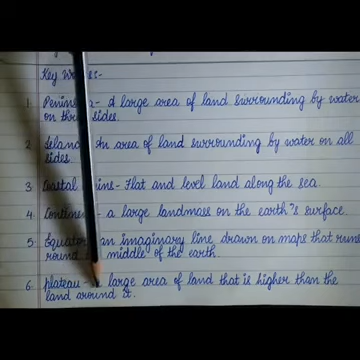 Key Words-
1. Peninsula - A large area of land surrounding by water
on three sides.
2. Island - An area of land surrounding by water on all
sides.
3. Coastal plains- Flat and level land along the sea.
4. Continent - a large landmass on the earth's surface.
5. Equator - an imaginary line drawn on maps that runs
round the middle of the earth.
6. Plateau - A large area of land that is higher than the
land around it.